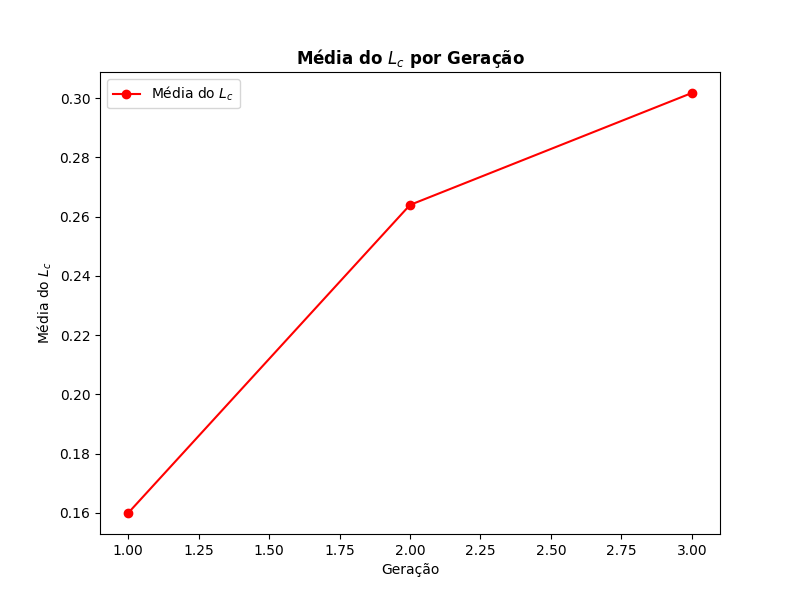 Média do $L_c$ por Geração
Média do $L_c$
0.30
0.28
0.26
0.24
0.22
0.20
0.18
0.16
Média do $L_c$
1.00 1.25 1.50 1.75 2.00 2.25 2.50 2.75 3.00
Geração